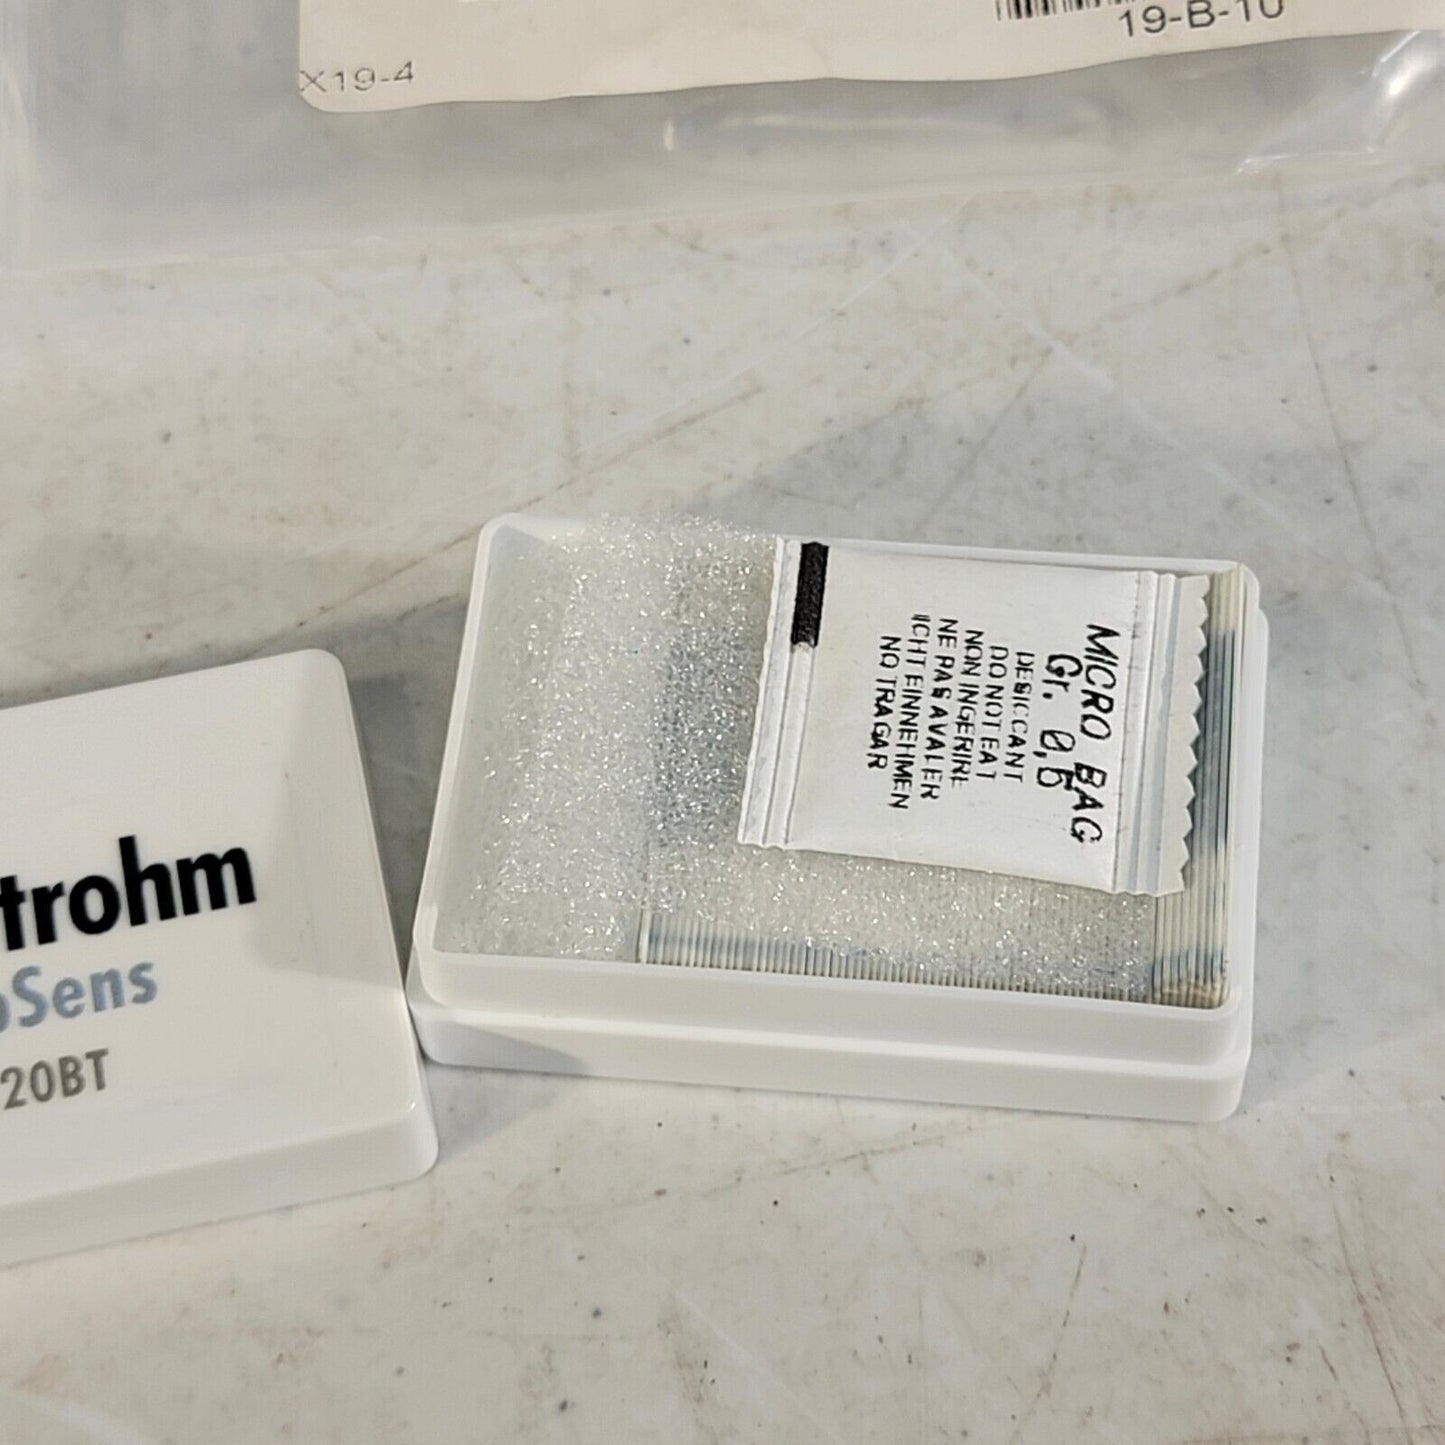 X19-4
19-B-10
trohm
Sens
20BT
MICRO BAG
Gr. 0,5
DESICCANT
DO NOT EAT
NON INGERIRE
NE PAS AVALER
ICHT EINNEHMEN
NO TRAGAR